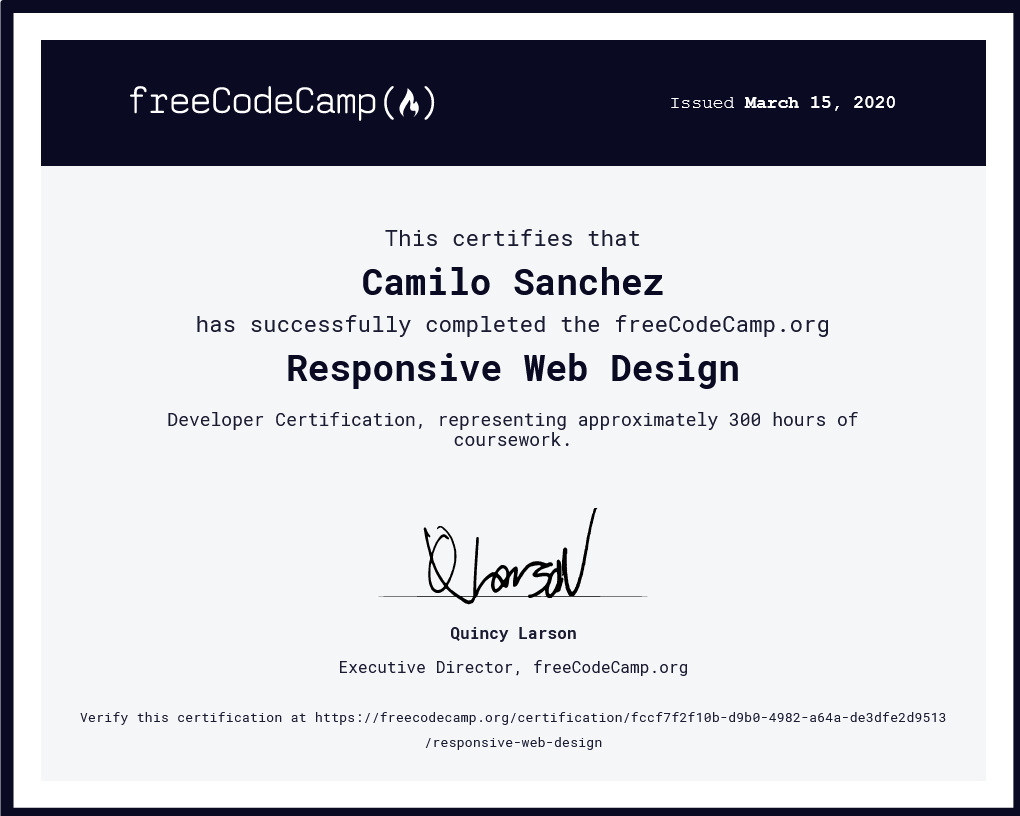 freeCodeCamp(🔥)
Issued March 15, 2020
This certifies that
Camilo Sanchez
has successfully completed the freeCodeCamp.org
Responsive Web Design
Developer Certification, representing approximately 300 hours of
coursework.
Q Larson
Quincy Larson
Executive Director, freeCodeCamp.org
Verify this certification at https://freecodecamp.org/certification/fccf7f2f10b-d9b0-4982-a64a-de3dfe2d9513
/responsive-web-design